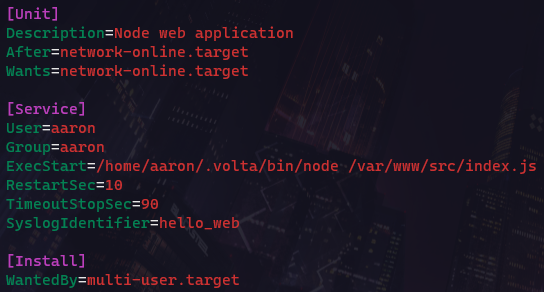 [Unit]
Description=Node web application
After=network-online.target
Wants=network-online.target
[Service]
User=aaron
Group=aaron
ExecStart=/home/aaron/.volta/bin/node /var/www/src/index.js
RestartSec=10
TimeoutStopSec=90
SyslogIdentifier=hello_web
[Install]
WantedBy=multi-user.target